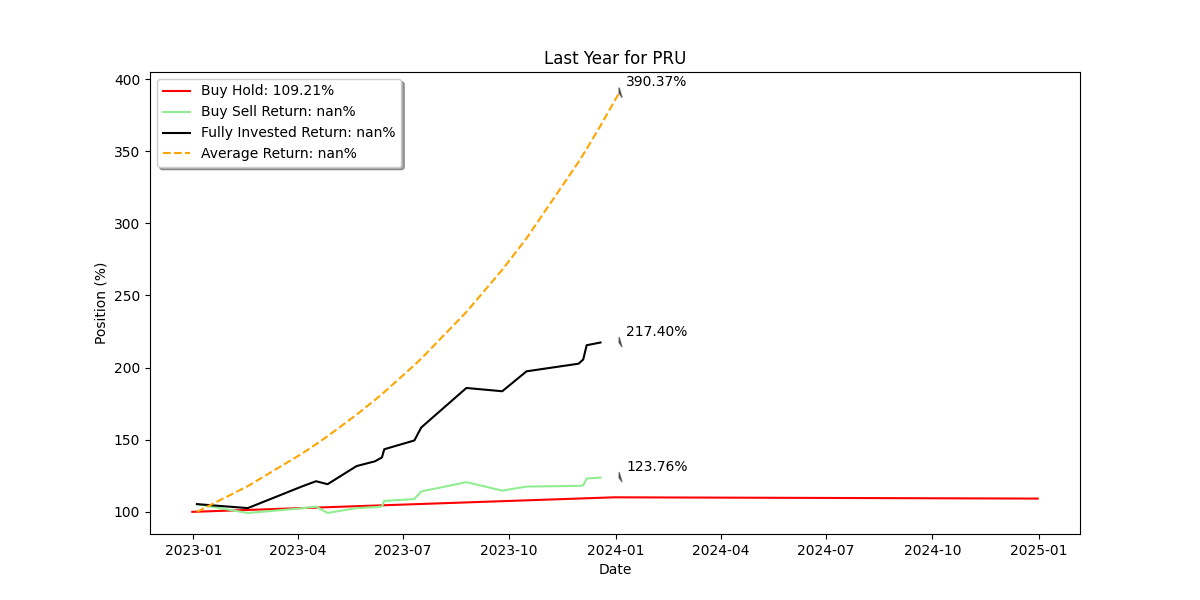 Last Year for PRU
400
350
300
250
200
150
100
Position (%)
Buy Hold: 109.21%
Buy Sell Return: nan%
Fully Invested Return: nan%
Average Return: nan%
390.37%
217.40%
123.76%
2023-01 2023-04 2023-07 2023-10 2024-01 2024-04 2024-07 2024-10 2025-01
Date